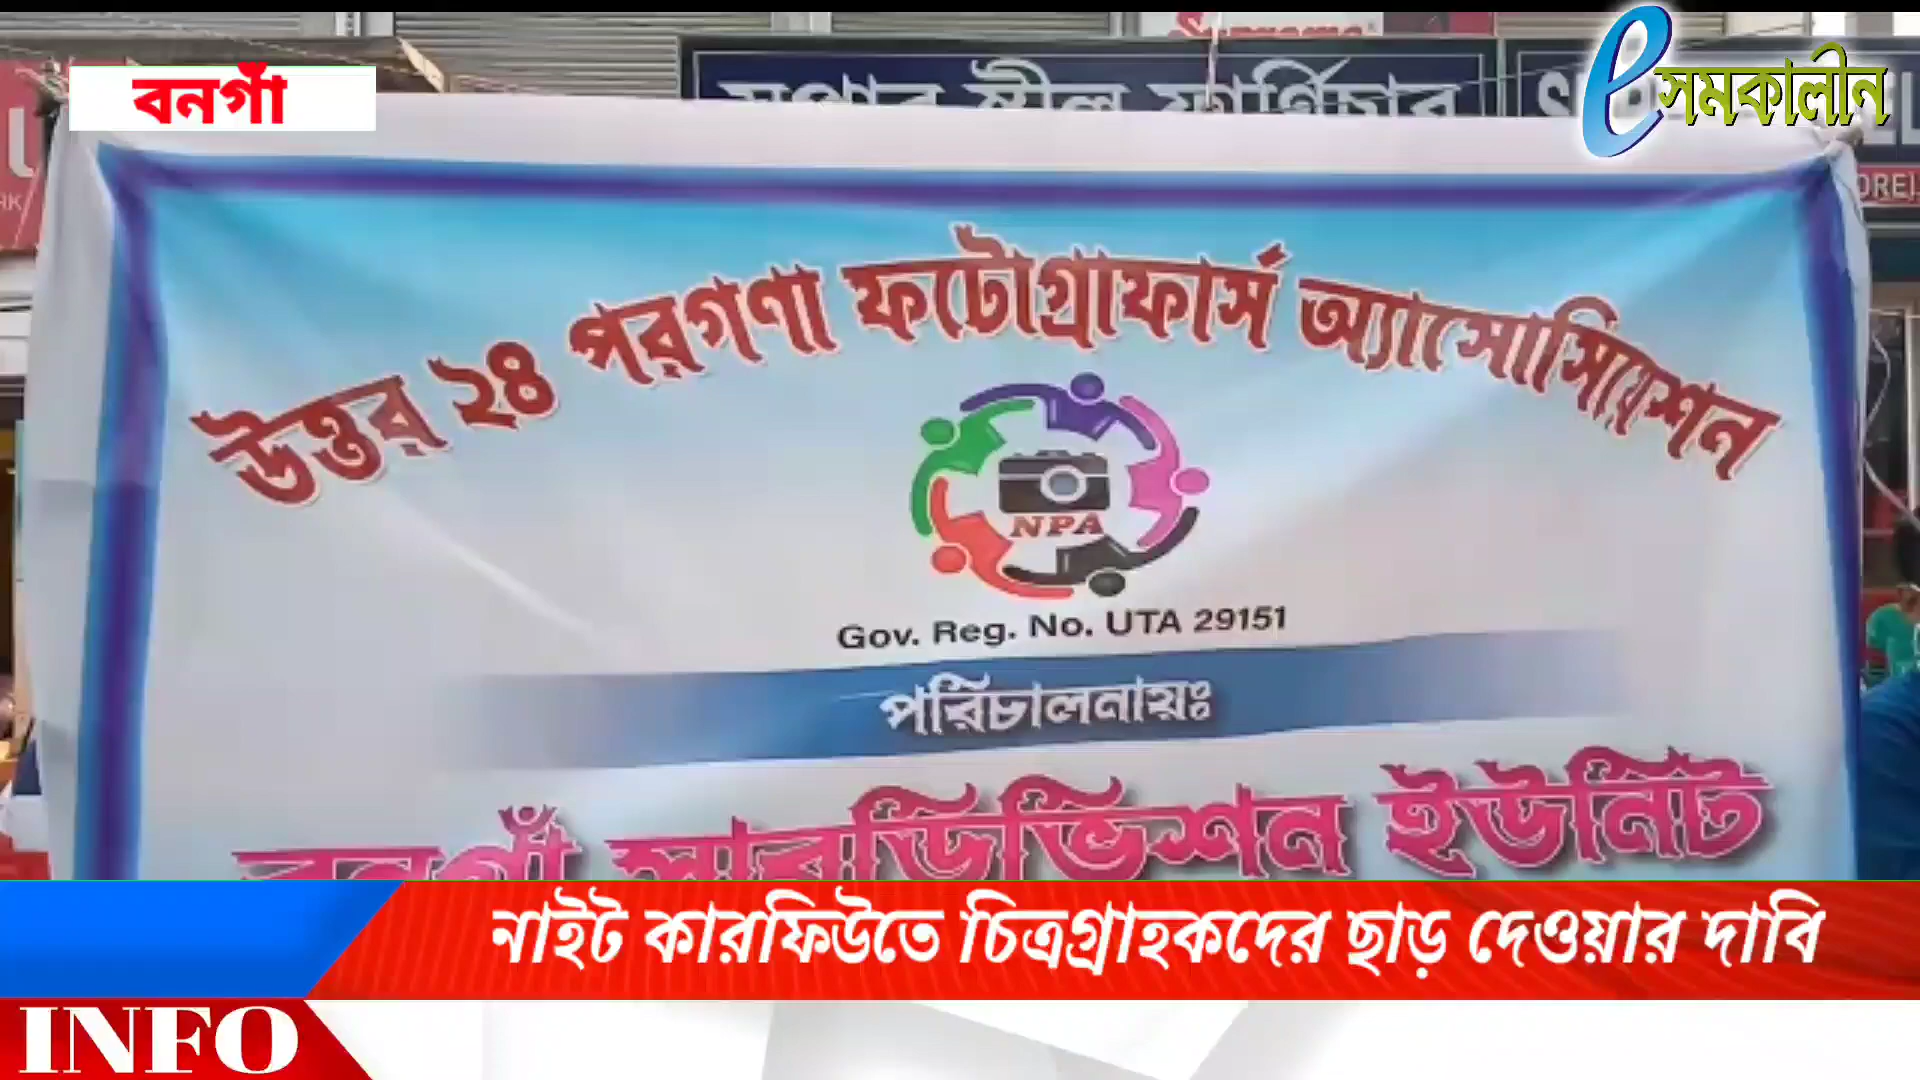 বনগাঁ
e সমকালীন
সুপার স্টীল ফার্ণিচার
উত্তর ২৪ পরগণা ফটোগ্রাফার্স অ্যাসোসিয়েশন
NPA
Gov. Reg. No. UTA 29151
পরিচালনায়ঃ
বনগাঁ সাবডিভিশন ইউনিট
নাইট কারফিউতে চিত্রগ্রাহকদের ছাড় দেওয়ার দাবি
INFO